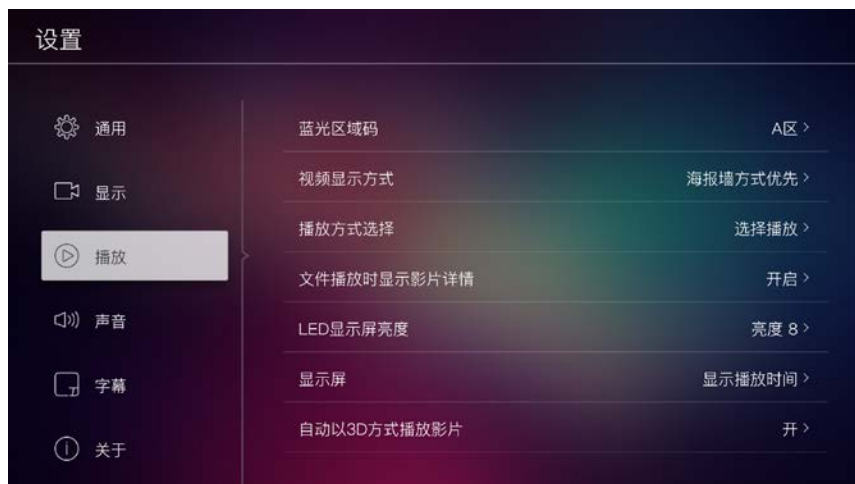 设置
通用
显示
播放
声音
字幕
关于
蓝光区域码 A区
视频显示方式 海报墙方式优先
播放方式选择 选择播放
文件播放时显示影片详情 开启
LED显示屏亮度 亮度 8
显示屏 显示播放时间
自动以3D方式播放影片 开